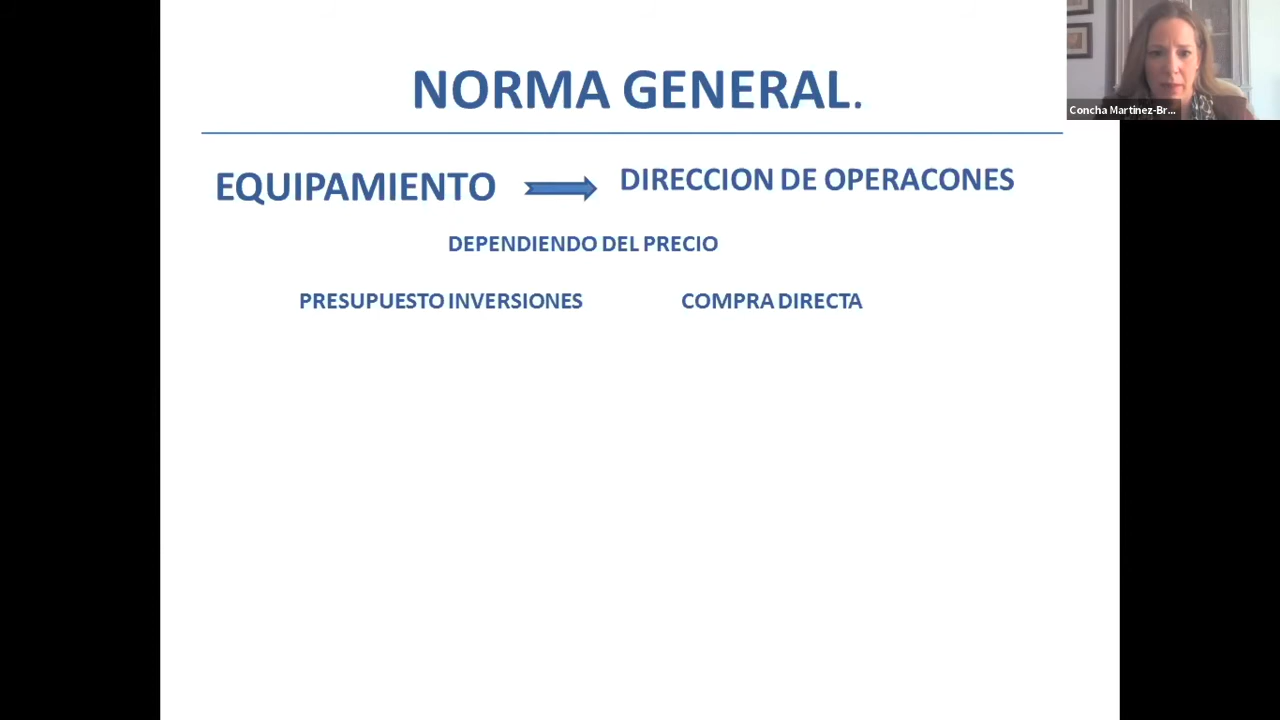 NORMA GENERAL.
EQUIPAMIENTO
DIRECCION DE OPERACONES
DEPENDIENDO DEL PRECIO
PRESUPUESTO INVERSIONES
COMPRA DIRECTA
Concha Martínez-Br...